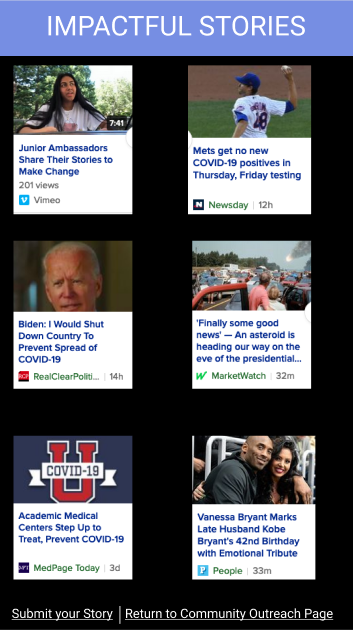 IMPACTFUL STORIES
7:41
Junior Ambassadors
Share Their Stories to
Make Change
201 views
Vimeo
18
Mets get no new
COVID-19 positives in
Thursday, Friday testing
N Newsday | 12h
Biden: I Would Shut
Down Country To
Prevent Spread of
COVID-19
RCP RealClearPoliti... | 14h
'Finally some good
news' — An asteroid is
heading our way on the
eve of the presidential...
MarketWatch | 32m
COVID-19
Academic Medical
Centers Step Up to
Treat, Prevent COVID-19
MedPage Today | 3d
Vanessa Bryant Marks
Late Husband Kobe
Bryant's 42nd Birthday
with Emotional Tribute
P People | 33m
Submit your Story | Return to Community Outreach Page